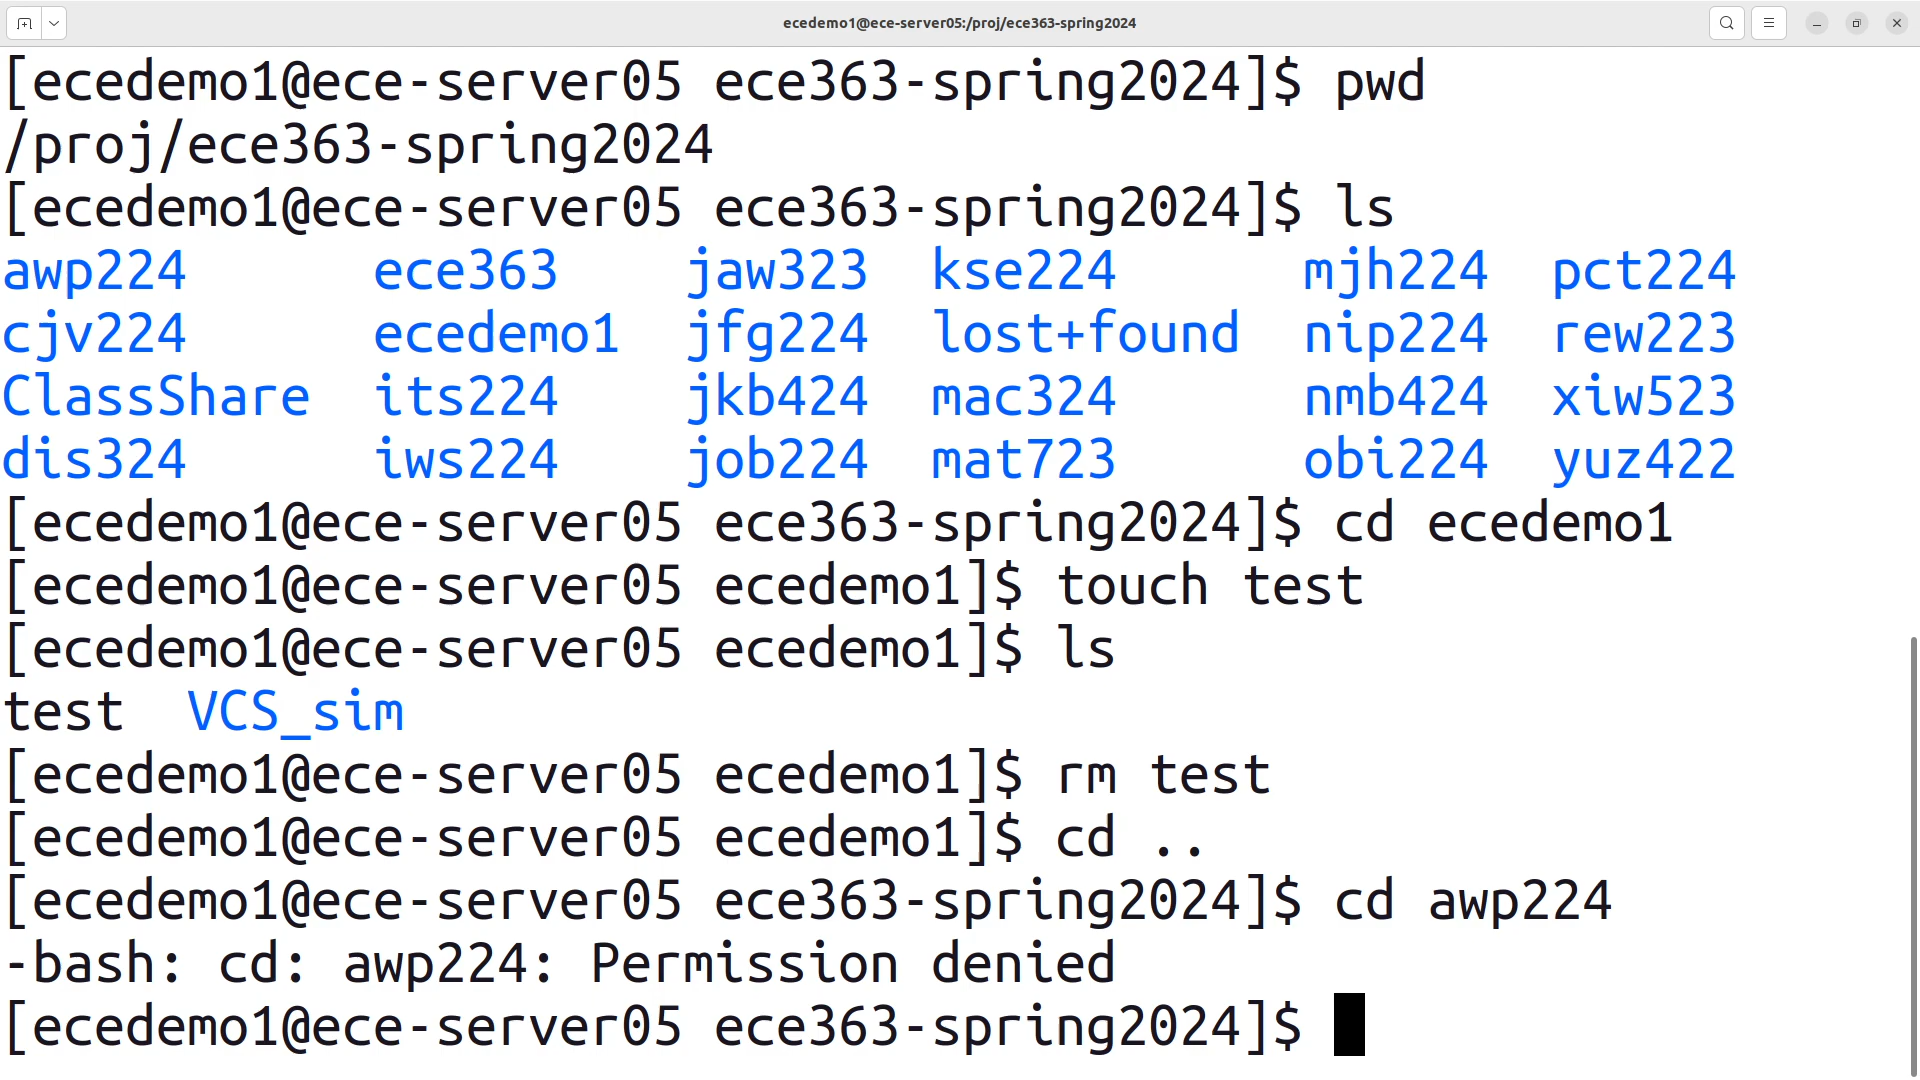 ecedemo1@ece-server05:/proj/ece363-spring2024
[ecedemo1@ece-server05 ece363-spring2024]$ pwd
/proj/ece363-spring2024
[ecedemo1@ece-server05 ece363-spring2024]$ ls
awp224 ece363 jaw323 kse224 mjh224 pct224
cjv224 ecedemo1 jfg224 lost+found nip224 rew223
ClassShare its224 jkb424 mac324 nmb424 xiw523
dis324 iws224 job224 mat723 obi224 yuz422
[ecedemo1@ece-server05 ece363-spring2024]$ cd ecedemo1
[ecedemo1@ece-server05 ecedemo1]$ touch test
[ecedemo1@ece-server05 ecedemo1]$ ls
test VCS_sim
[ecedemo1@ece-server05 ecedemo1]$ rm test
[ecedemo1@ece-server05 ecedemo1]$ cd ..
[ecedemo1@ece-server05 ece363-spring2024]$ cd awp224
-bash: cd: awp224: Permission denied
[ecedemo1@ece-server05 ece363-spring2024]$